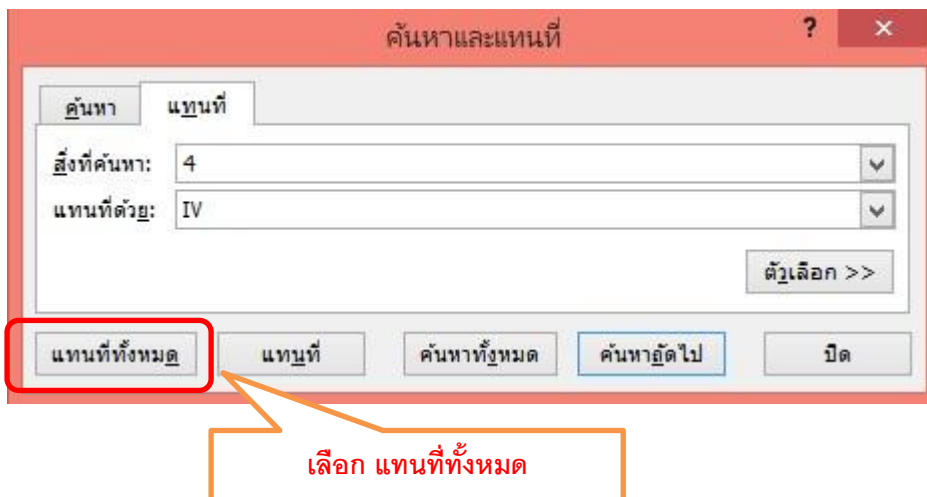 ค้นหาและแทนที่ ? ×
ค้นหา แทนที่
สิ่งที่ค้นหา: 4
แทนที่ด้วย: IV
ตัวเลือก >>
แทนที่ทั้งหมด แทนที่ ค้นหาทั้งหมด ค้นหาถัดไป ปิด
เลือก แทนที่ทั้งหมด